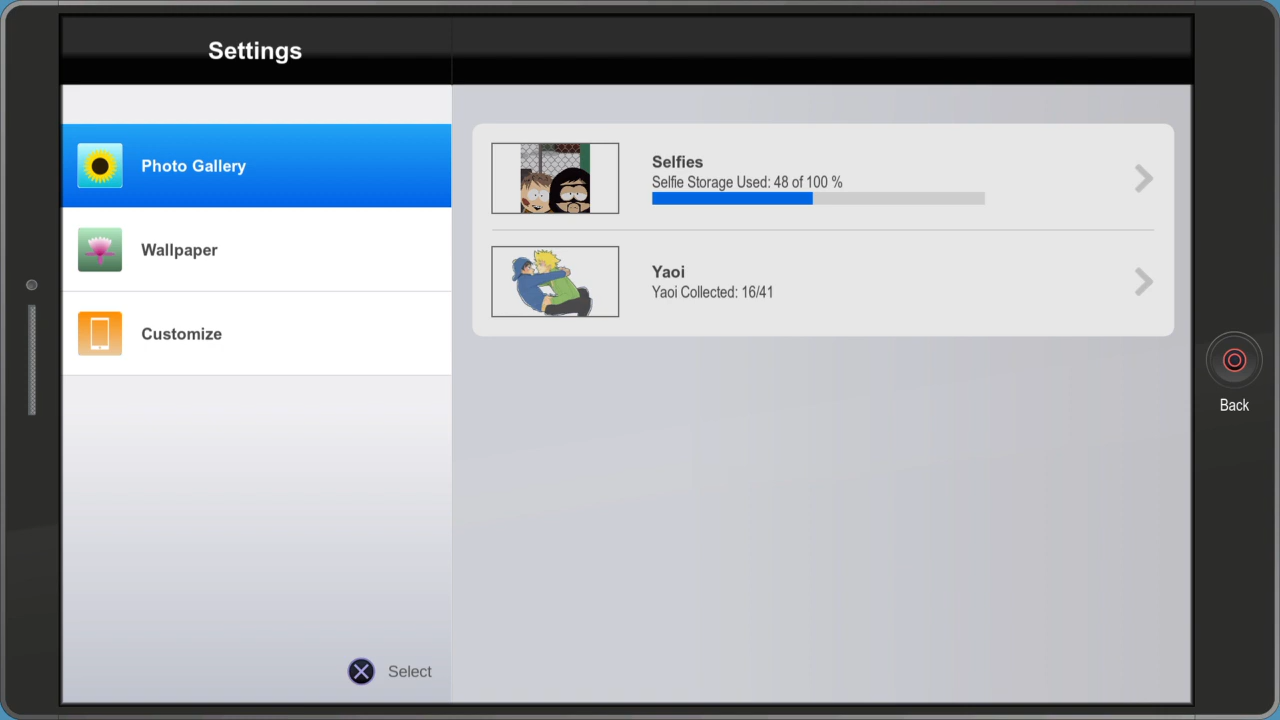 Settings
Photo Gallery
Wallpaper
Customize
Select
Selfies
Selfie Storage Used: 48 of 100 %
Yaoi
Yaoi Collected: 16/41
Back